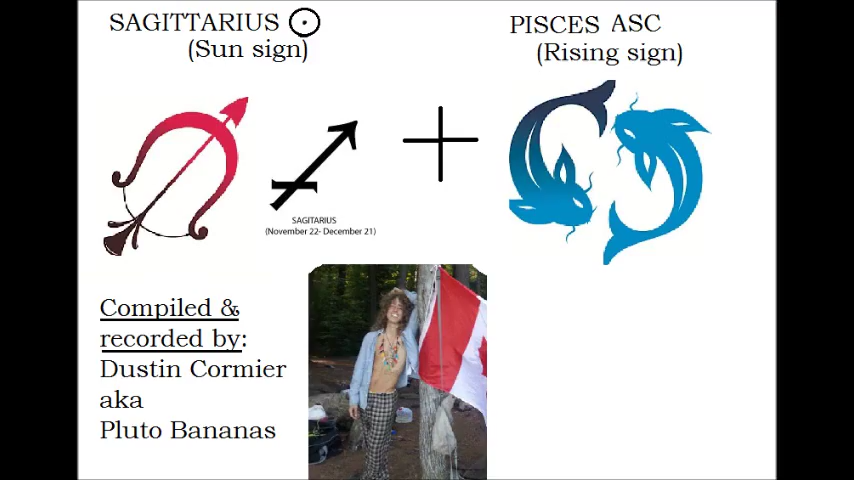 SAGITTARIUS
(Sun sign)
PISCES ASC
(Rising sign)
SAGITARIUS
(November 22- December 21)
Compiled &
recorded by:
Dustin Cormier
aka
Pluto Bananas